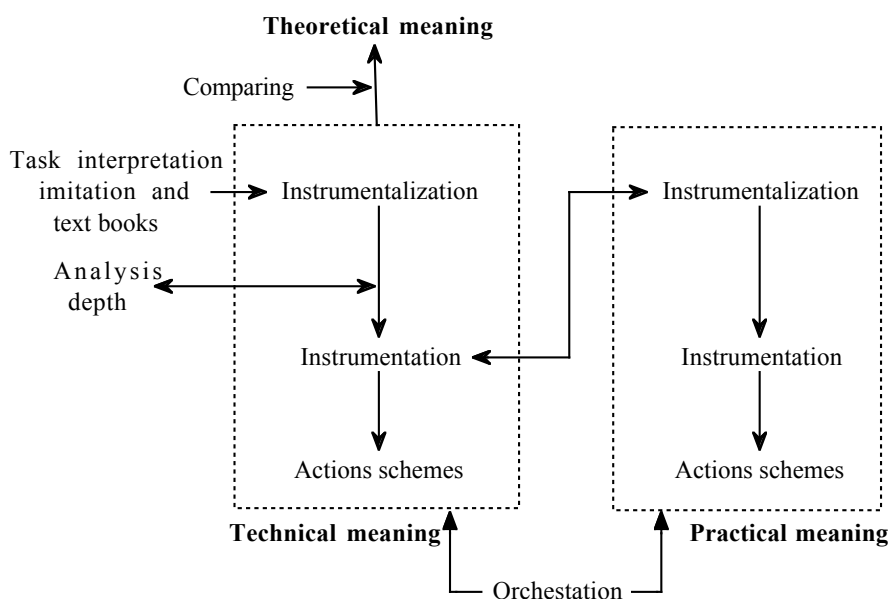 Theoretical meaning
Comparing
Task interpretation
imitation and
text books
Instrumentalization
Instrumentalization
Analysis
depth
Instrumentation
Instrumentation
Actions schemes
Actions schemes
Technical meaning
Practical meaning
Orchestation